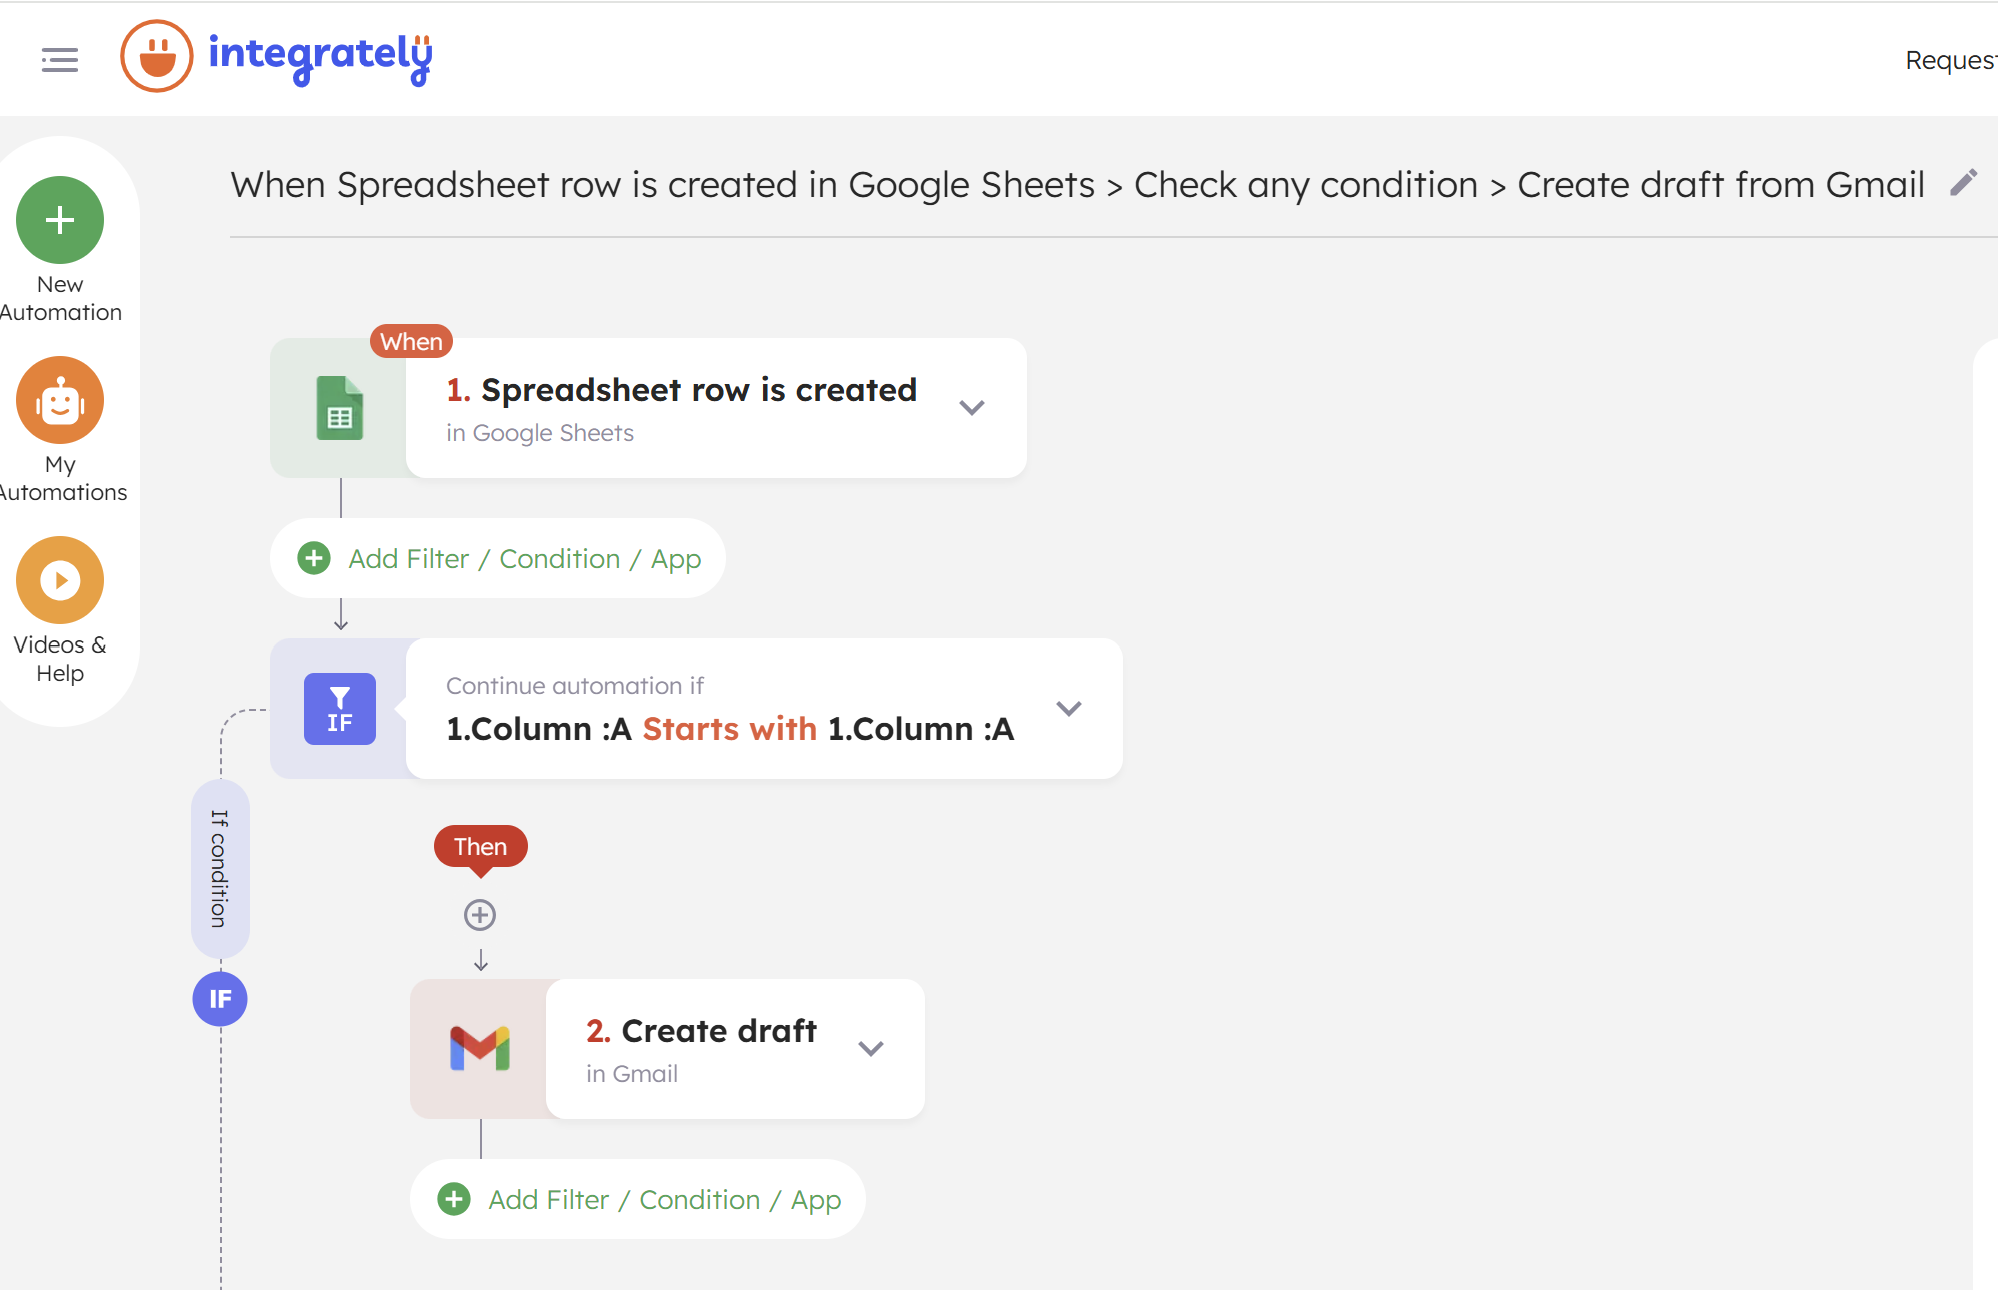 integrately
Request
When Spreadsheet row is created in Google Sheets > Check any condition > Create draft from Gmail
New
Automation
My
Automations
Videos &
Help
When
1. Spreadsheet row is created
in Google Sheets
Add Filter / Condition / App
IF
Continue automation if
1.Column :A Starts with 1.Column :A
If condition
IF
Then
2. Create draft
in Gmail
Add Filter / Condition / App